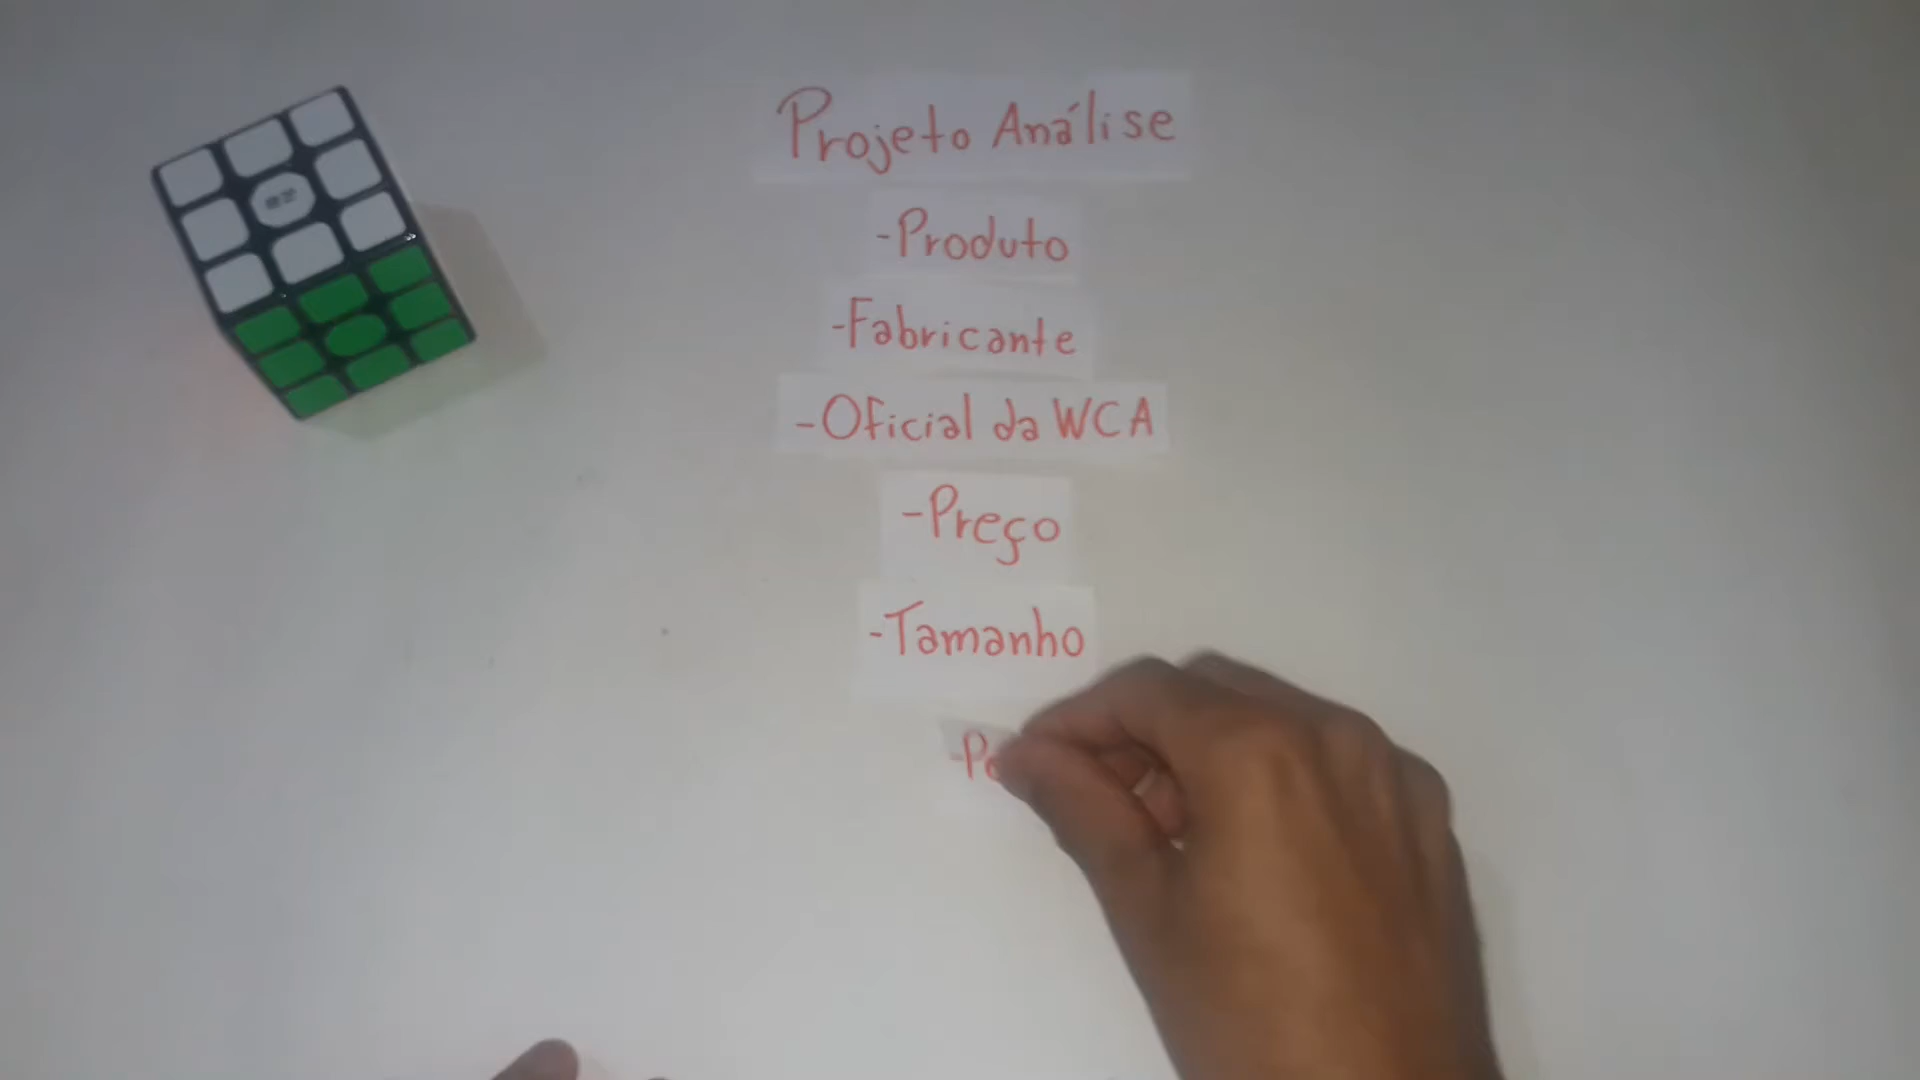 Projeto Análise
-Produto
-Fabricante
-Oficial da WCA
-Preço
-Tamanho